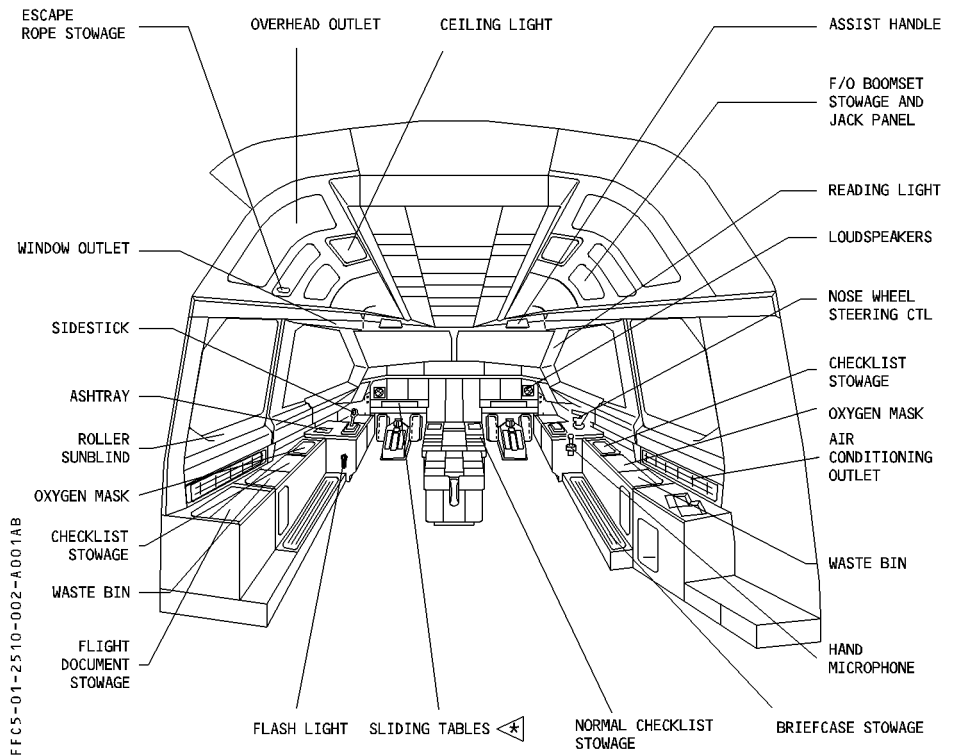 ESCAPE
ROPE STOWAGE
OVERHEAD OUTLET
CEILING LIGHT
ASSIST HANDLE
F/O BOOMSET
STOWAGE AND
JACK PANEL
READING LIGHT
WINDOW OUTLET
LOUDSPEAKERS
NOSE WHEEL
STEERING CTL
SIDESTICK
CHECKLIST
STOWAGE
ASHTRAY
OXYGEN MASK
ROLLER
SUNBLIND
AIR
CONDITIONING
OUTLET
OXYGEN MASK
CHECKLIST
STOWAGE
WASTE BIN
WASTE BIN
FLIGHT
DOCUMENT
STOWAGE
HAND
MICROPHONE
FLASH LIGHT
SLIDING TABLES *
NORMAL CHECKLIST
STOWAGE
BRIEFCASE STOWAGE
FFC5-01-2510-002-A001AB